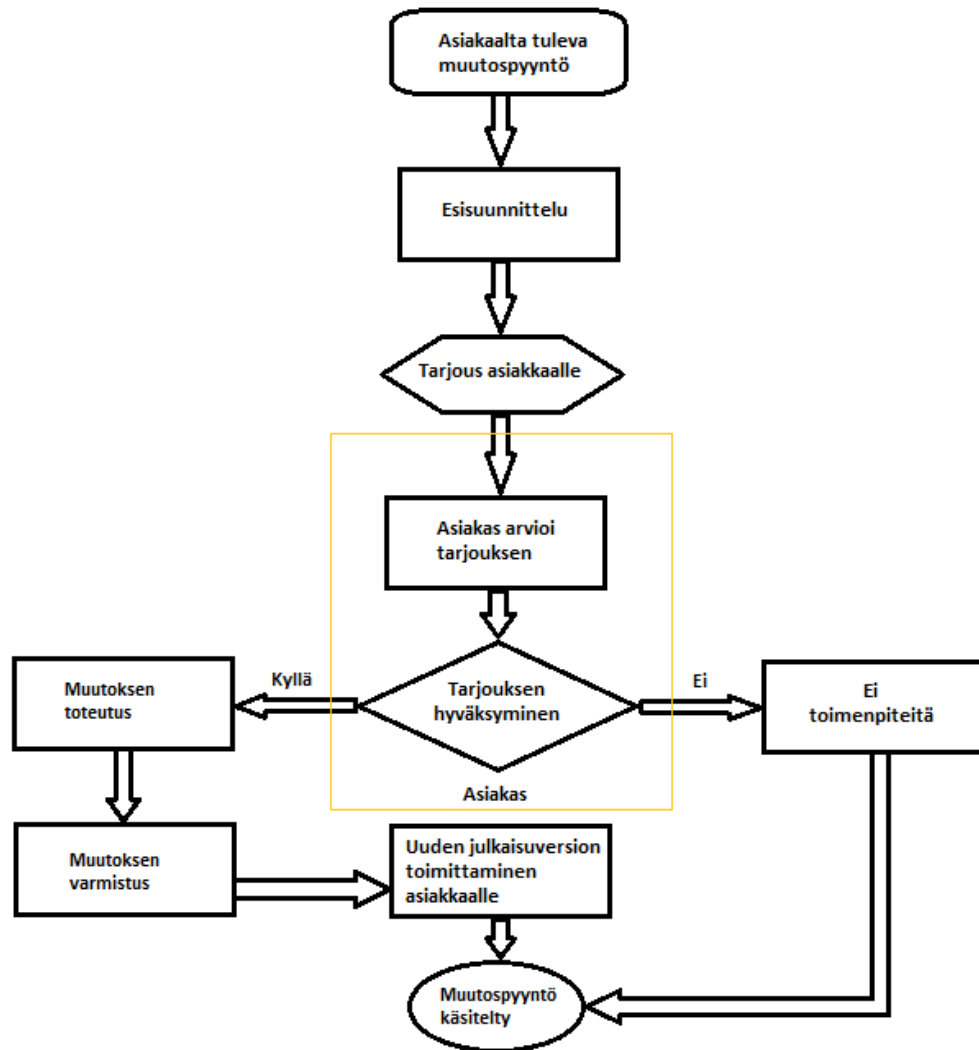 Asiakaalta tuleva
muutospyyntö
Esisuunnittelu
Tarjous asiakkaalle
Asiakas arvioi
tarjouksen
Tarjouksen
hyväksyminen
Asiakas
Kyllä
Ei
Muutoksen
toteutus
Ei
toimenpiteitä
Muutoksen
varmistus
Uuden julkaisuversion
toimittaminen
asiakkaalle
Muutospyyntö
käsitelty